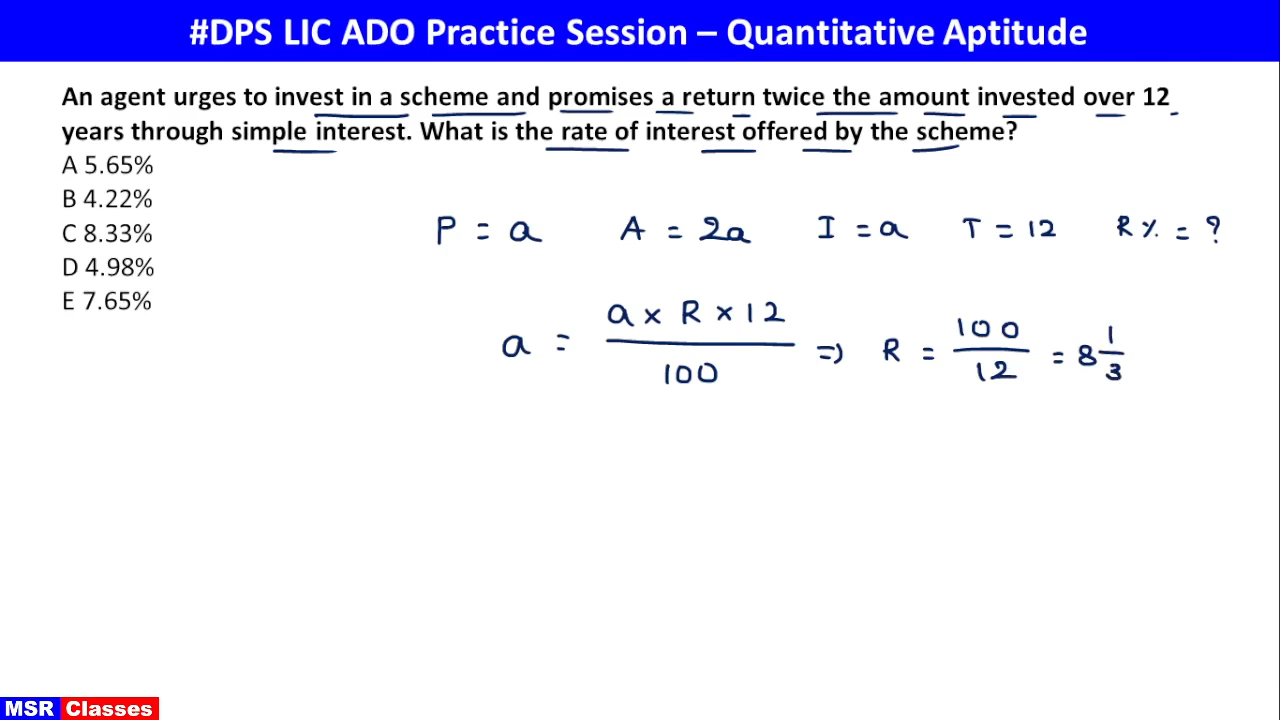 #DPS LIC ADO Practice Session – Quantitative Aptitude
An agent urges to invest in a scheme and promises a return twice the amount invested over 12
years through simple interest. What is the rate of interest offered by the scheme?
A 5.65%
B 4.22%
C 8.33%
D 4.98%
E 7.65%
P = a A = 2a I = a T = 12 R% = ?
a = a × R × 12 / 100 => R = 100 / 12 = 8 1/3
MSR Classes